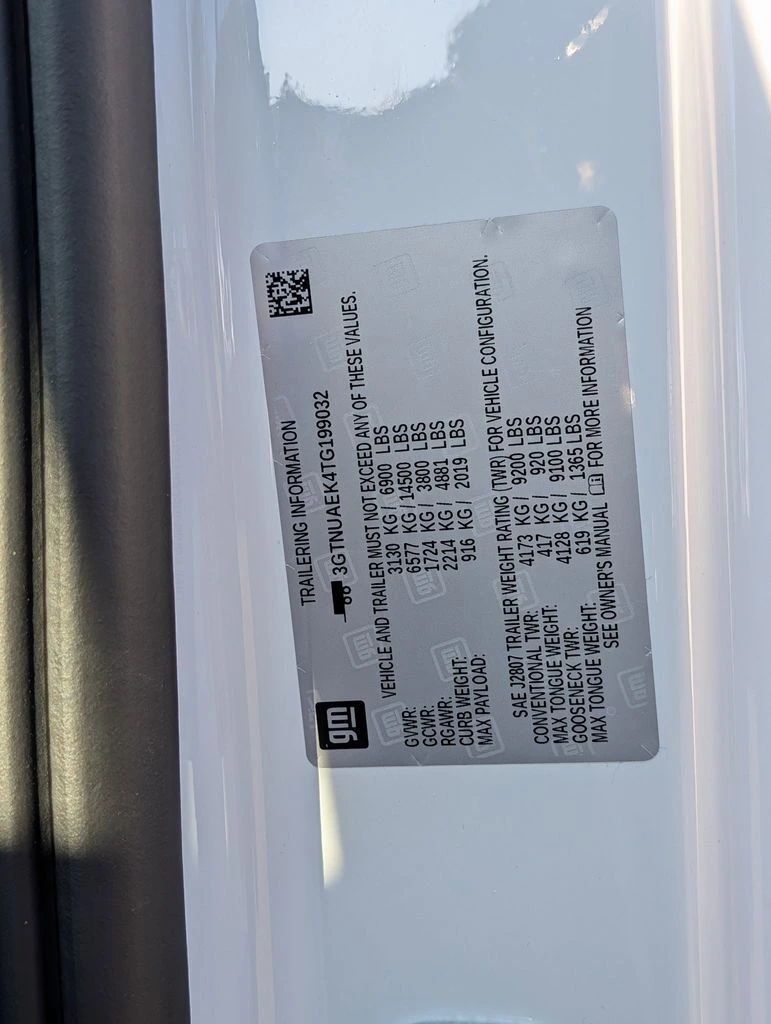 gm
TRAILERING INFORMATION
3GTNUAEK4TG199032
VEHICLE AND TRAILER MUST NOT EXCEED ANY OF THESE VALUES.
GVWR: 3130 KG / 6900 LBS
GCWR: 6577 KG / 14500 LBS
RGAWR: 1724 KG / 3800 LBS
CURB WEIGHT: 2214 KG / 4881 LBS
MAX PAYLOAD: 916 KG / 2019 LBS
SAE J2807 TRAILER WEIGHT RATING (TWR) FOR VEHICLE CONFIGURATION.
CONVENTIONAL TWR: 4173 KG / 9200 LBS
MAX TONGUE WEIGHT: 417 KG / 920 LBS
GOOSENECK TWR: 4128 KG / 9100 LBS
MAX TONGUE WEIGHT: 619 KG / 1365 LBS
SEE OWNER'S MANUAL FOR MORE INFORMATION